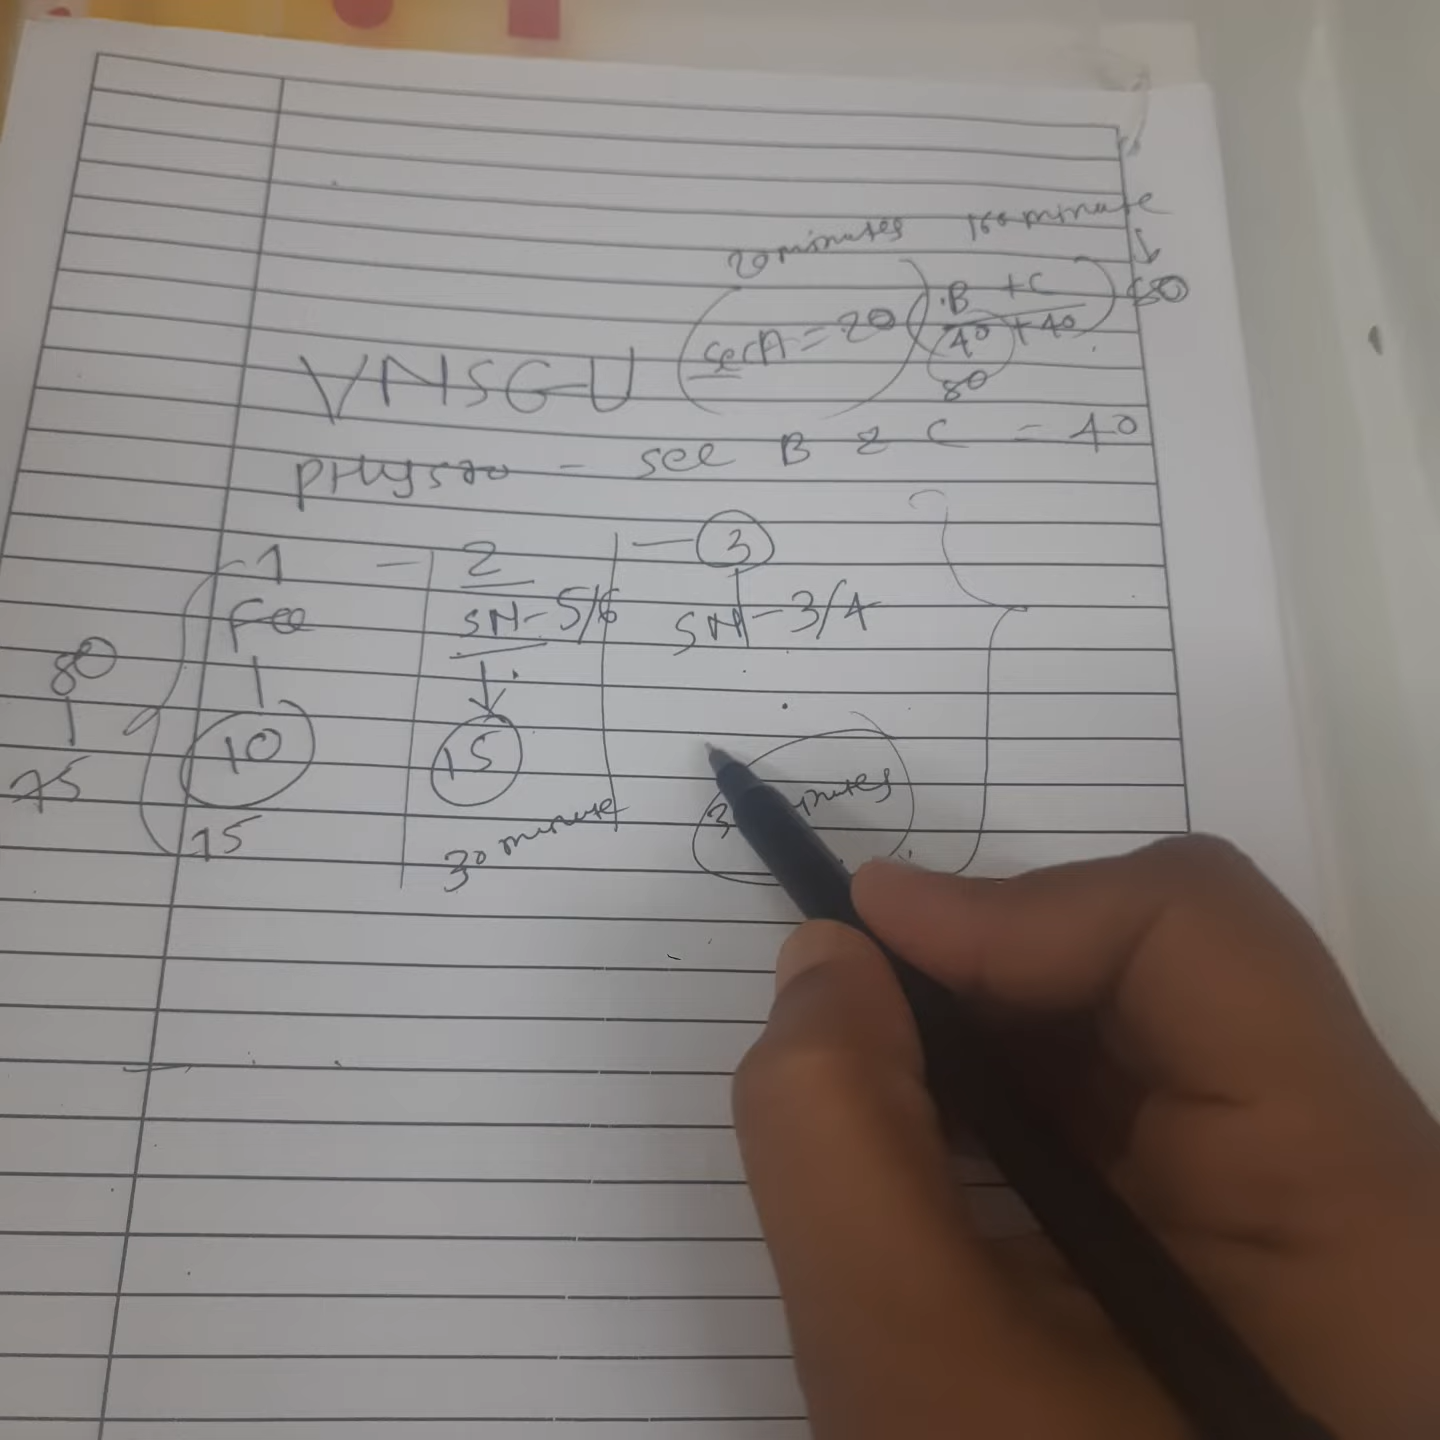 20 minutes 160 minute
sec A = 20 B + C 80
40 + 40
80
VNSGU
PHYSIO - sec B & C - 40
1 - 2 - 3
SN - 5/6 SN - 3/4
80
10 15
75
15 30 minute